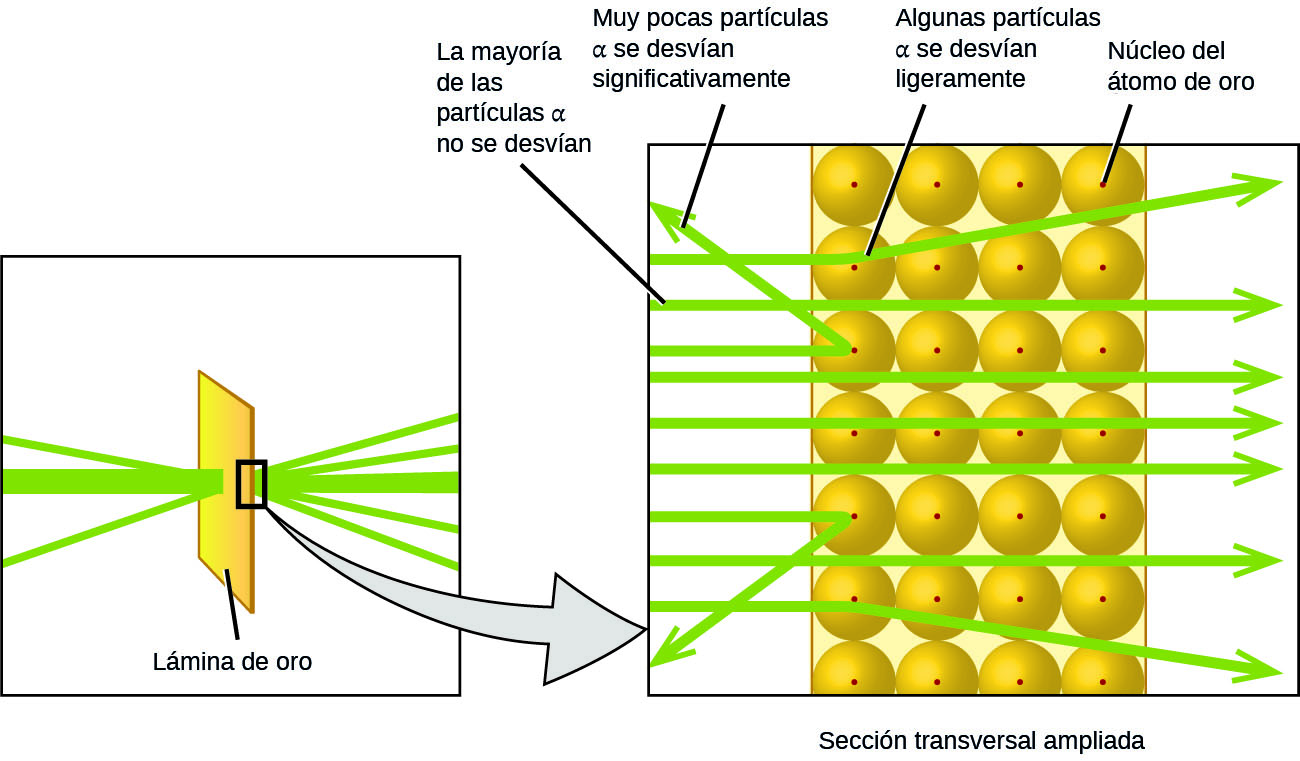 La mayoría
de las
partículas α
no se desvían
Muy pocas partículas
α se desvían
significativamente
Algunas partículas
α se desvían
ligeramente
Núcleo del
átomo de oro
Lámina de oro
Sección transversal ampliada